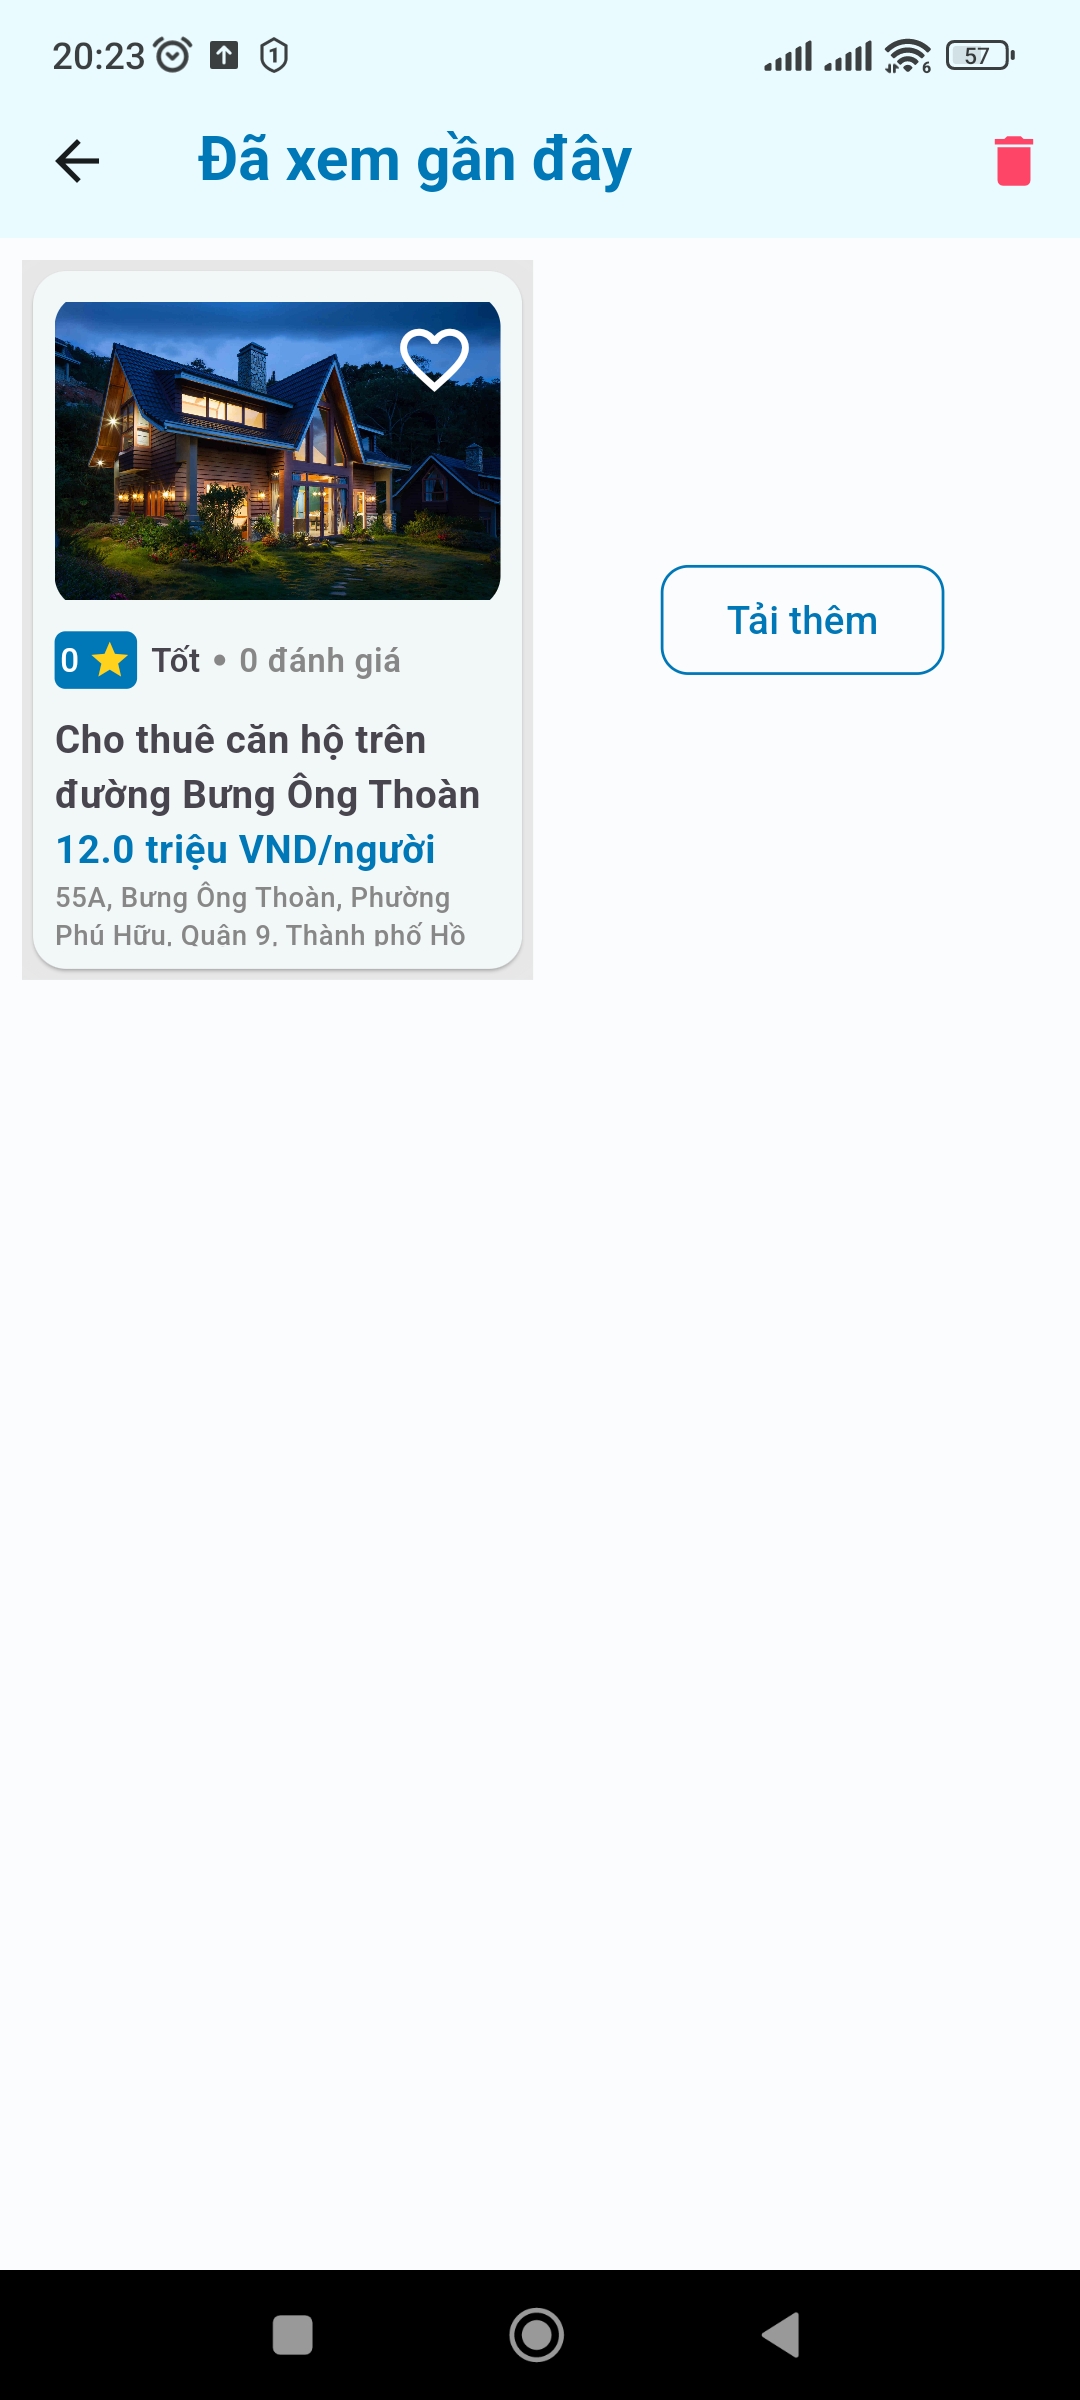 20:23
6
57
Đã xem gần đây
0 Tốt • 0 đánh giá
Cho thuê căn hộ trên
đường Bưng Ông Thoàn
12.0 triệu VND/người
55A, Bưng Ông Thoàn, Phường
Phú Hữu, Quận 9, Thành phố Hồ
Tải thêm